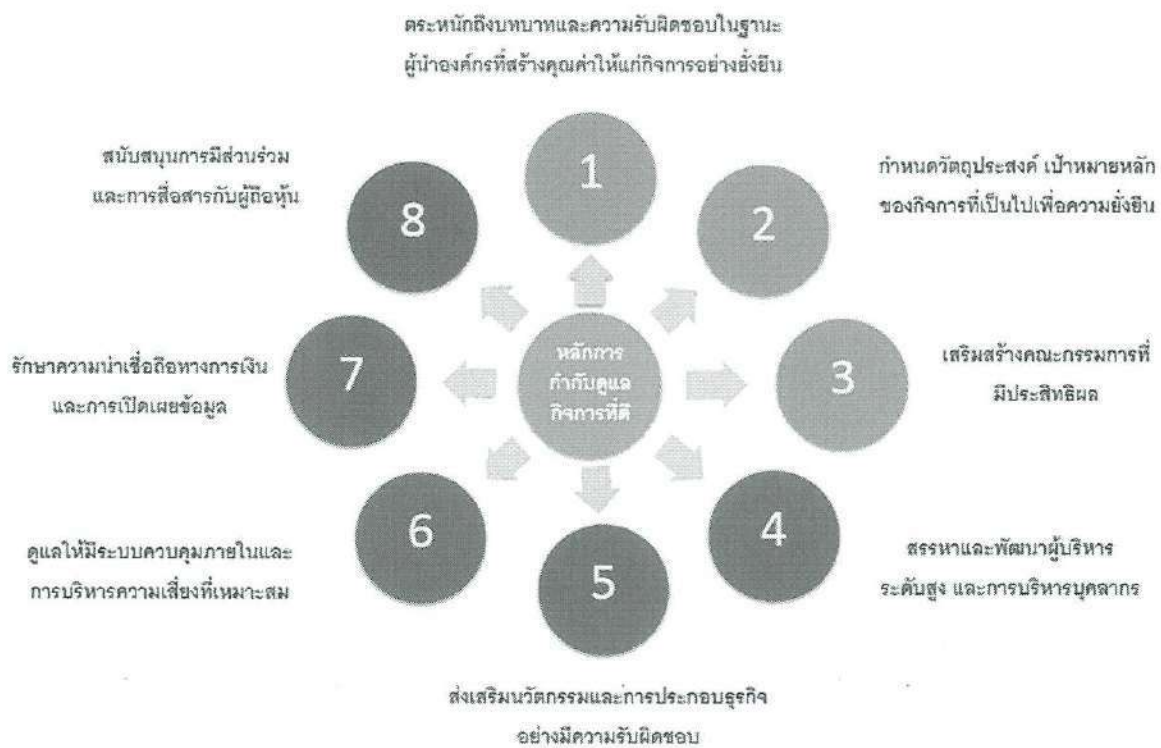 ตระหนักถึงบทบาทและความรับผิดชอบในฐานะ
ผู้นำองค์กรที่สร้างคุณค่าให้แก่กิจการอย่างยั่งยืน
1
กำหนดวัตถุประสงค์ เป้าหมายหลัก
ของกิจการที่เป็นไปเพื่อความยั่งยืน
2
เสริมสร้างคณะกรรมการที่
มีประสิทธิผล
3
สรรหาและพัฒนาผู้บริหาร
ระดับสูง และการบริหารบุคลากร
4
ส่งเสริมนวัตกรรมและการประกอบธุรกิจ
อย่างมีความรับผิดชอบ
5
ดูแลให้มีระบบควบคุมภายในและ
การบริหารความเสี่ยงที่เหมาะสม
6
รักษาความน่าเชื่อถือทางการเงิน
และการเปิดเผยข้อมูล
7
สนับสนุนการมีส่วนร่วม
และการสื่อสารกับผู้ถือหุ้น
8
หลักการ
กำกับดูแล
กิจการที่ดี